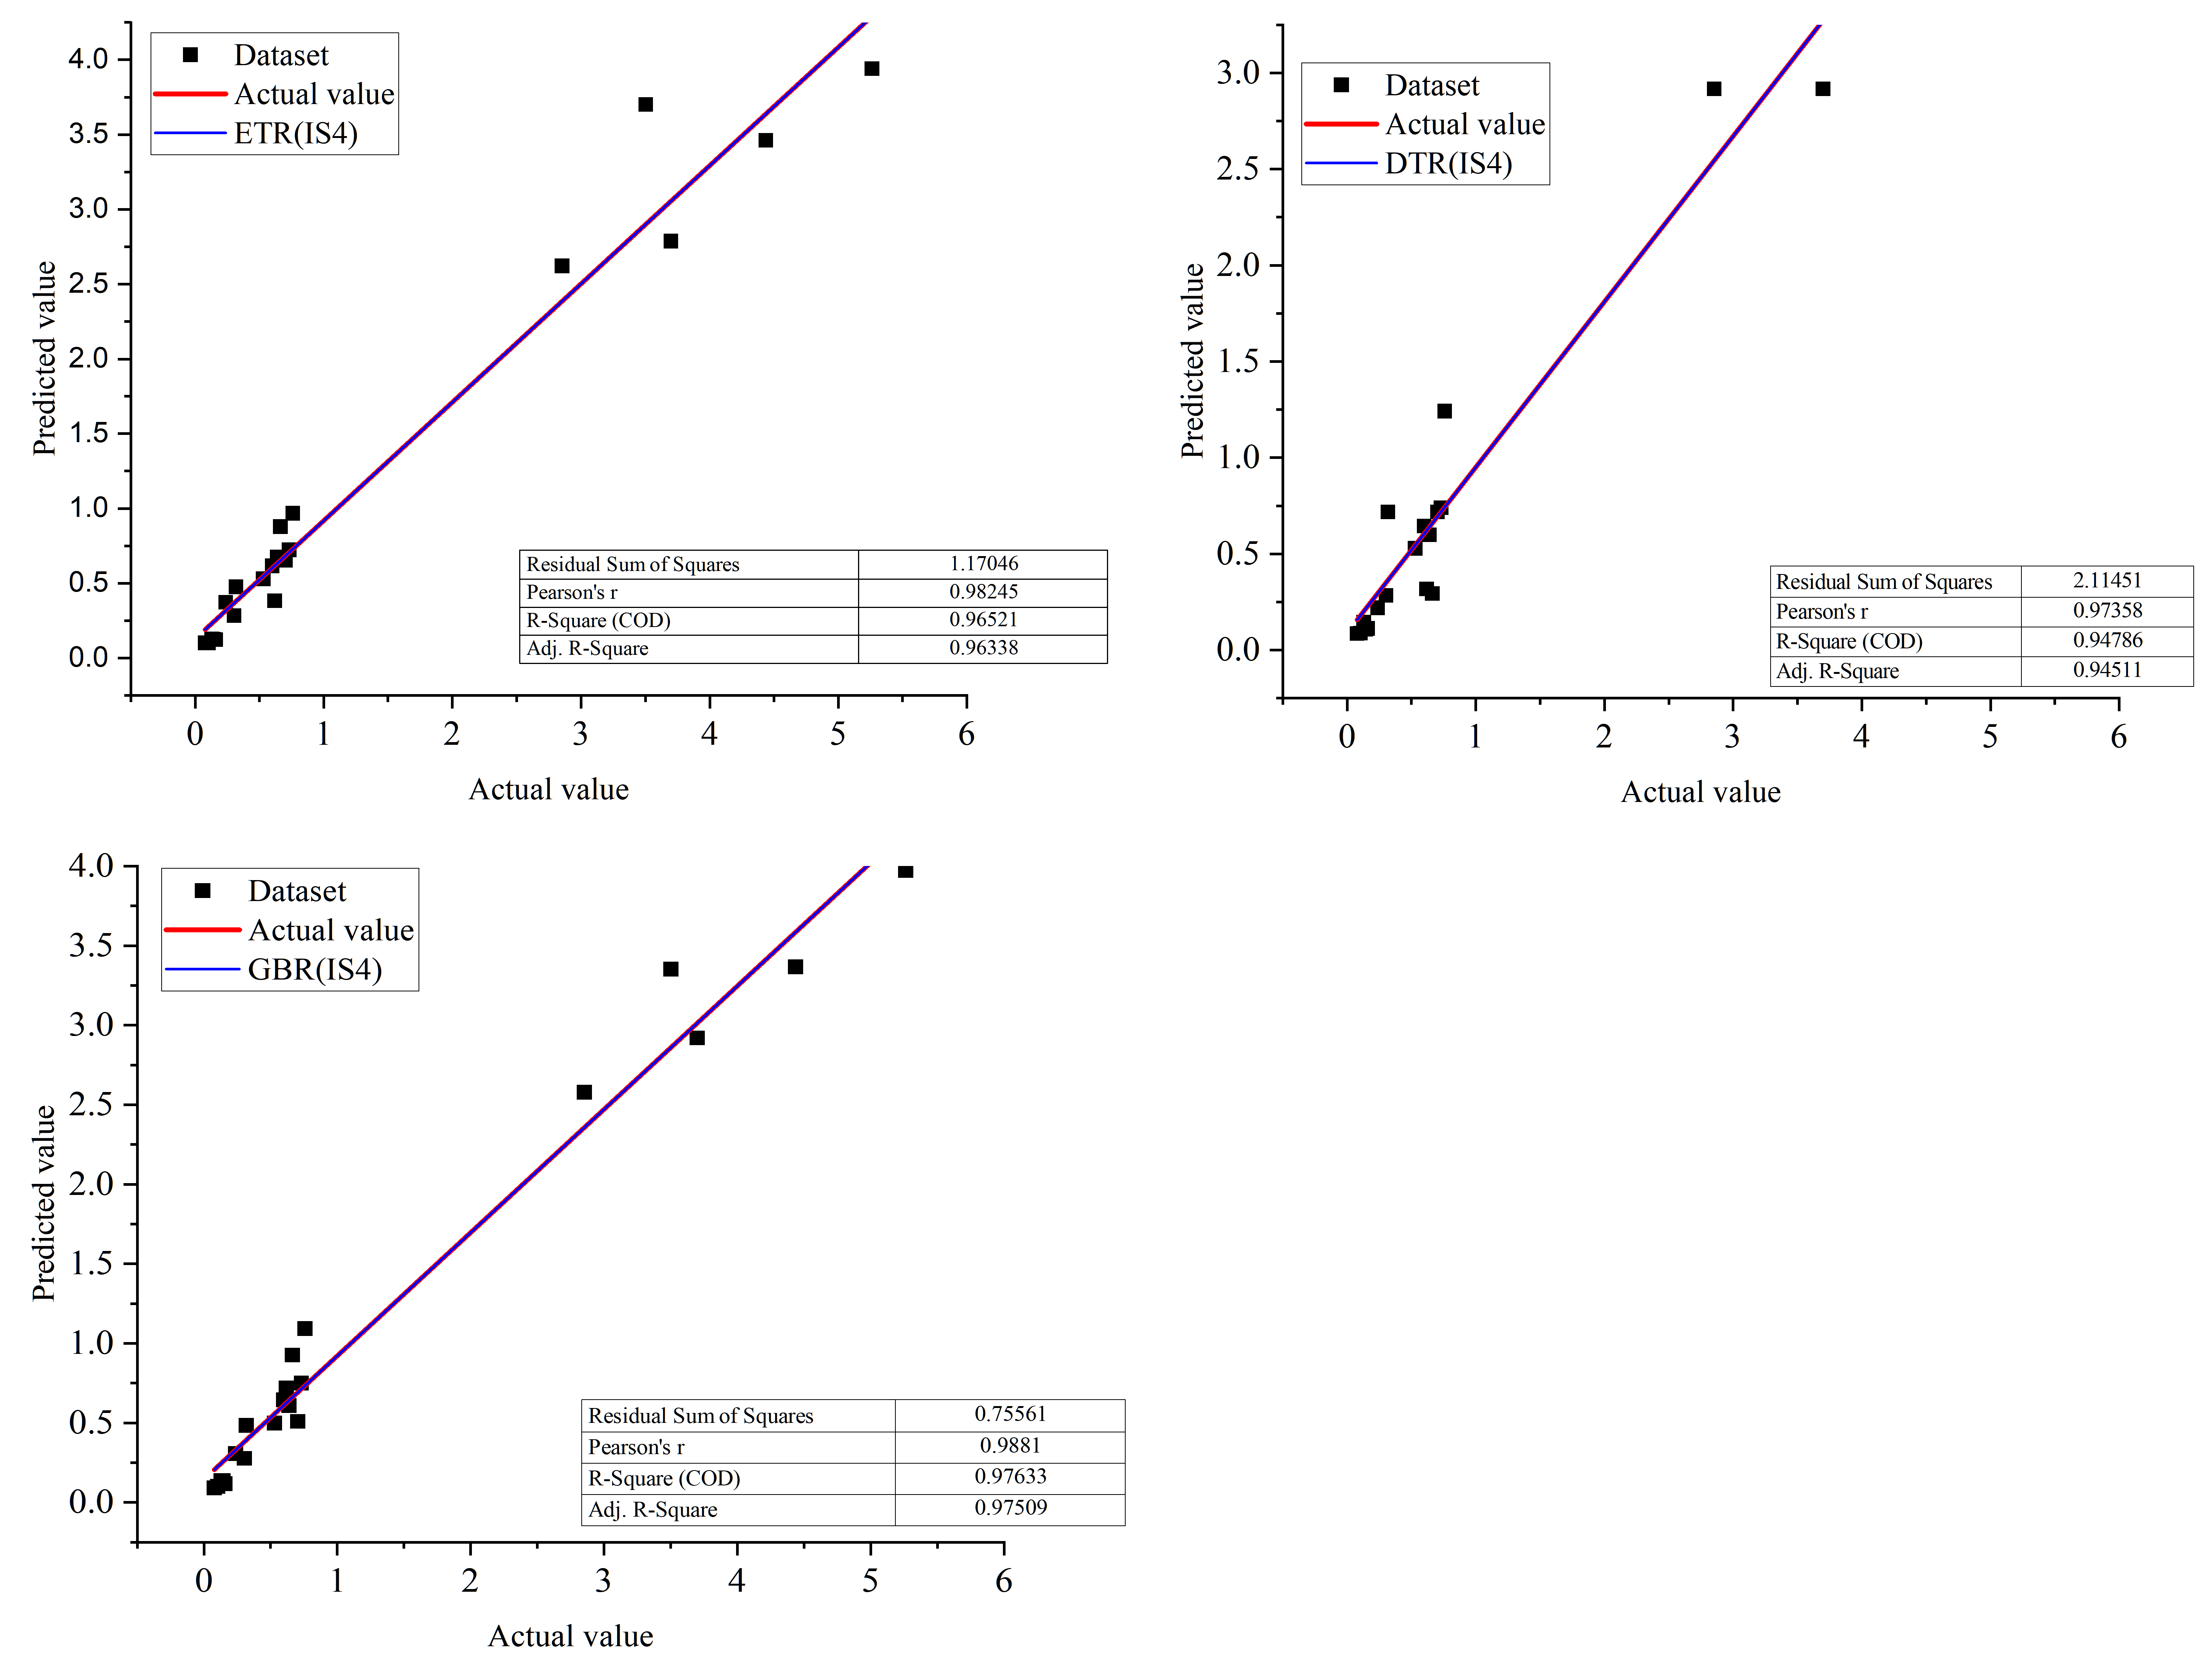 Dataset
Actual value
ETR(IS4)
4.0
3.5
3.0
2.5
2.0
1.5
1.0
0.5
0.0
Predicted value
Residual Sum of Squares 1.17046
Pearson's r 0.98245
R-Square (COD) 0.96521
Adj. R-Square 0.96338
0 1 2 3 4 5 6
Actual value
Dataset
Actual value
DTR(IS4)
3.0
2.5
2.0
1.5
1.0
0.5
0.0
Predicted value
Residual Sum of Squares 2.11451
Pearson's r 0.97358
R-Square (COD) 0.94786
Adj. R-Square 0.94511
0 1 2 3 4 5 6
Actual value
Dataset
Actual value
GBR(IS4)
4.0
3.5
3.0
2.5
2.0
1.5
1.0
0.5
0.0
Predicted value
Residual Sum of Squares 0.75561
Pearson's r 0.9881
R-Square (COD) 0.97633
Adj. R-Square 0.97509
0 1 2 3 4 5 6
Actual value